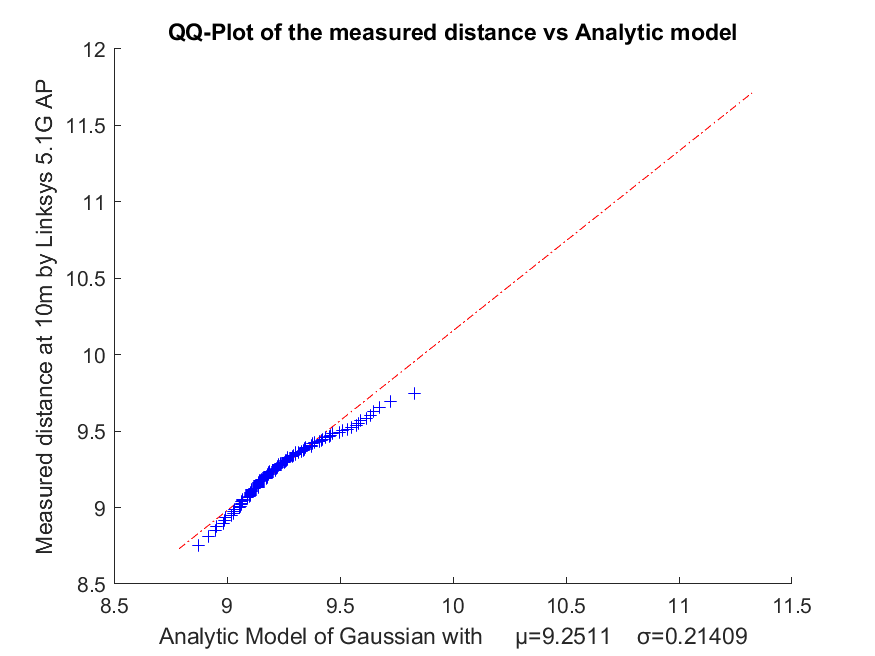 QQ-Plot of the measured distance vs Analytic model
12
11.5
11
10.5
10
9.5
9
8.5
Measured distance at 10m by Linksys 5.1G AP
8.5 9 9.5 10 10.5 11 11.5
Analytic Model of Gaussian with μ=9.2511 σ=0.21409